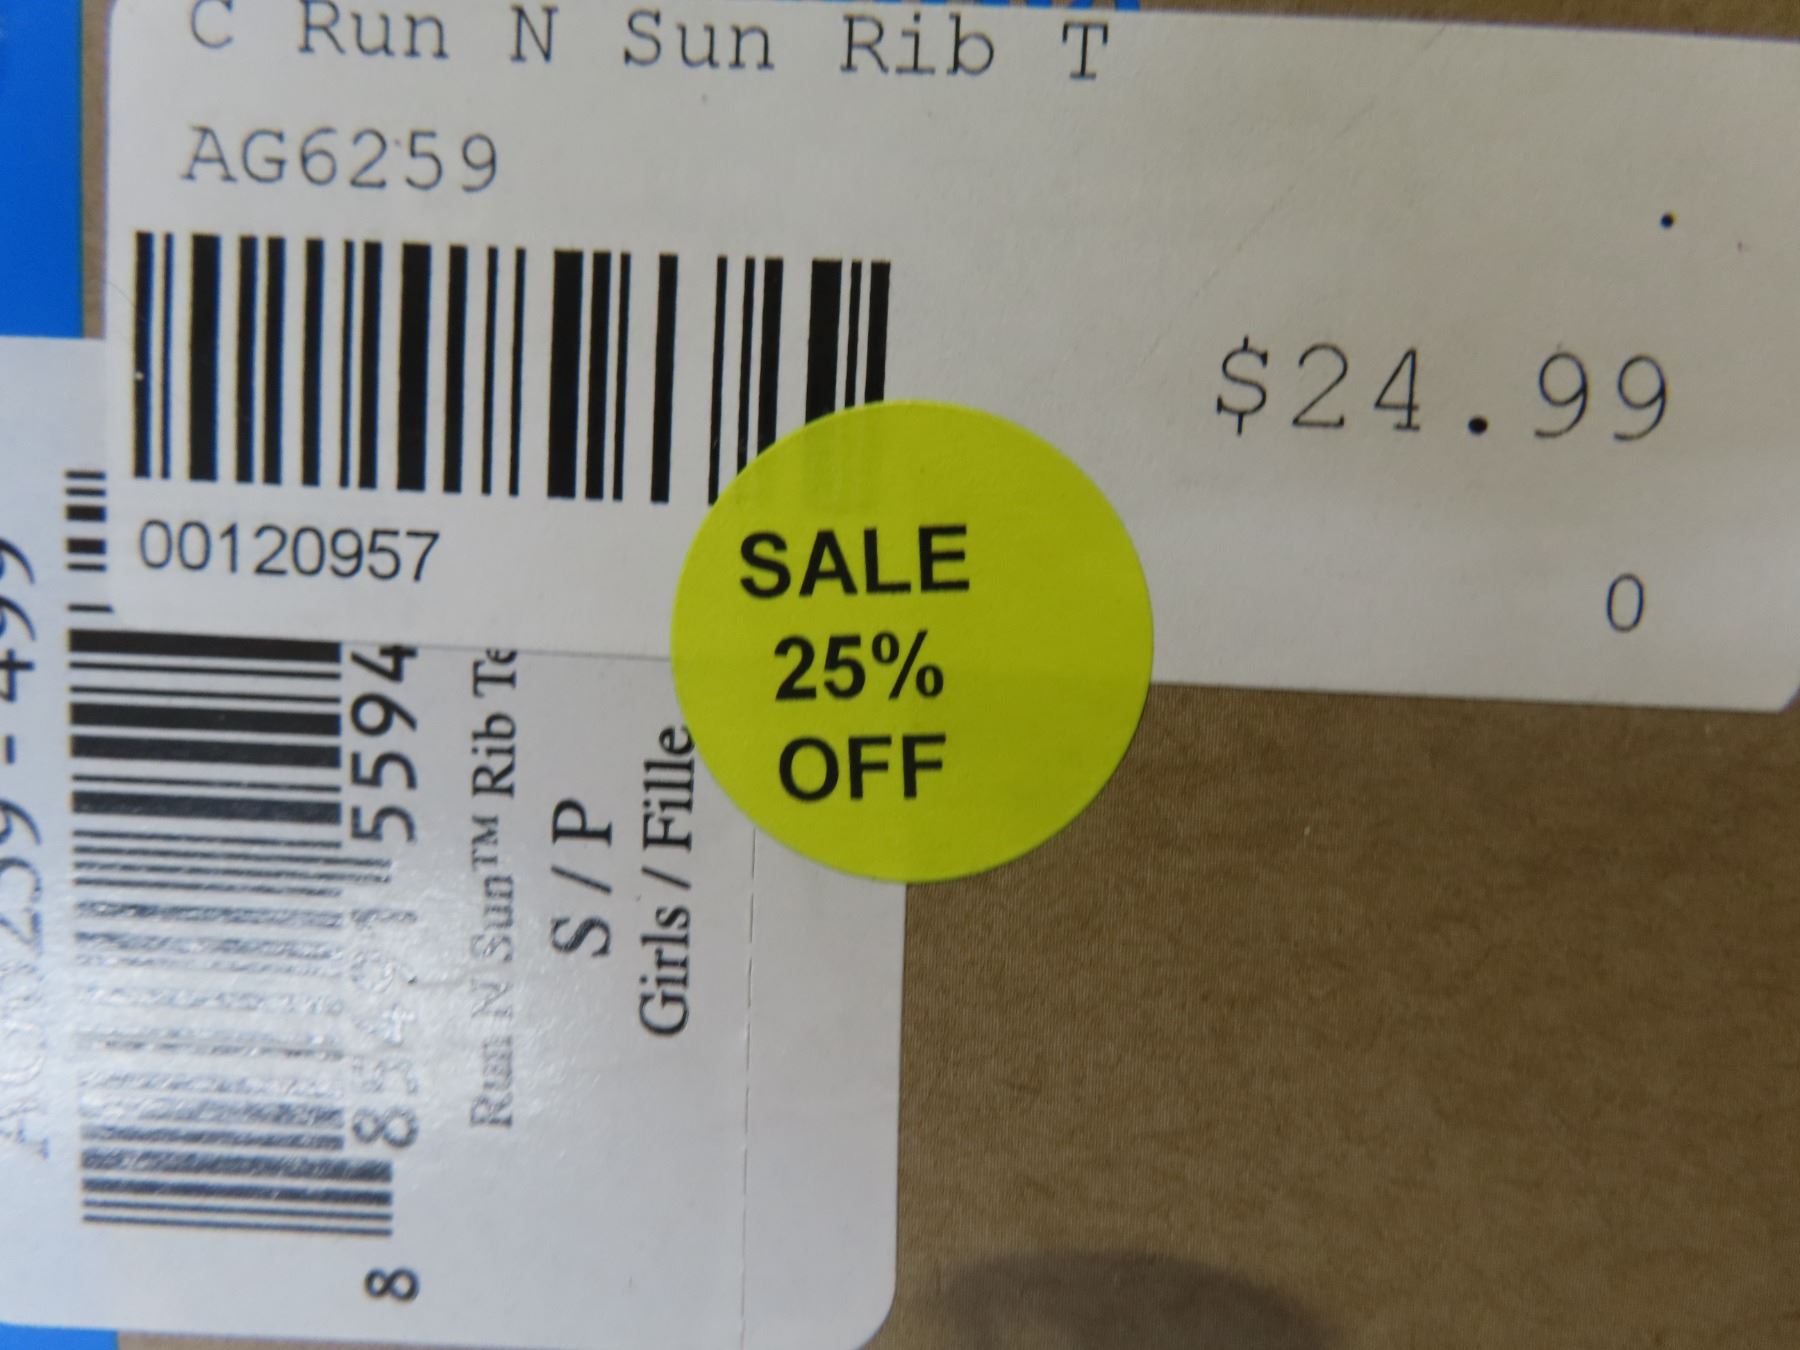 C Run N Sun Rib T
AG6259
$24.99
00120957
0
SALE
25%
OFF
5594
8
Run N Sun™ Rib Te
S / P
Girls / Fille